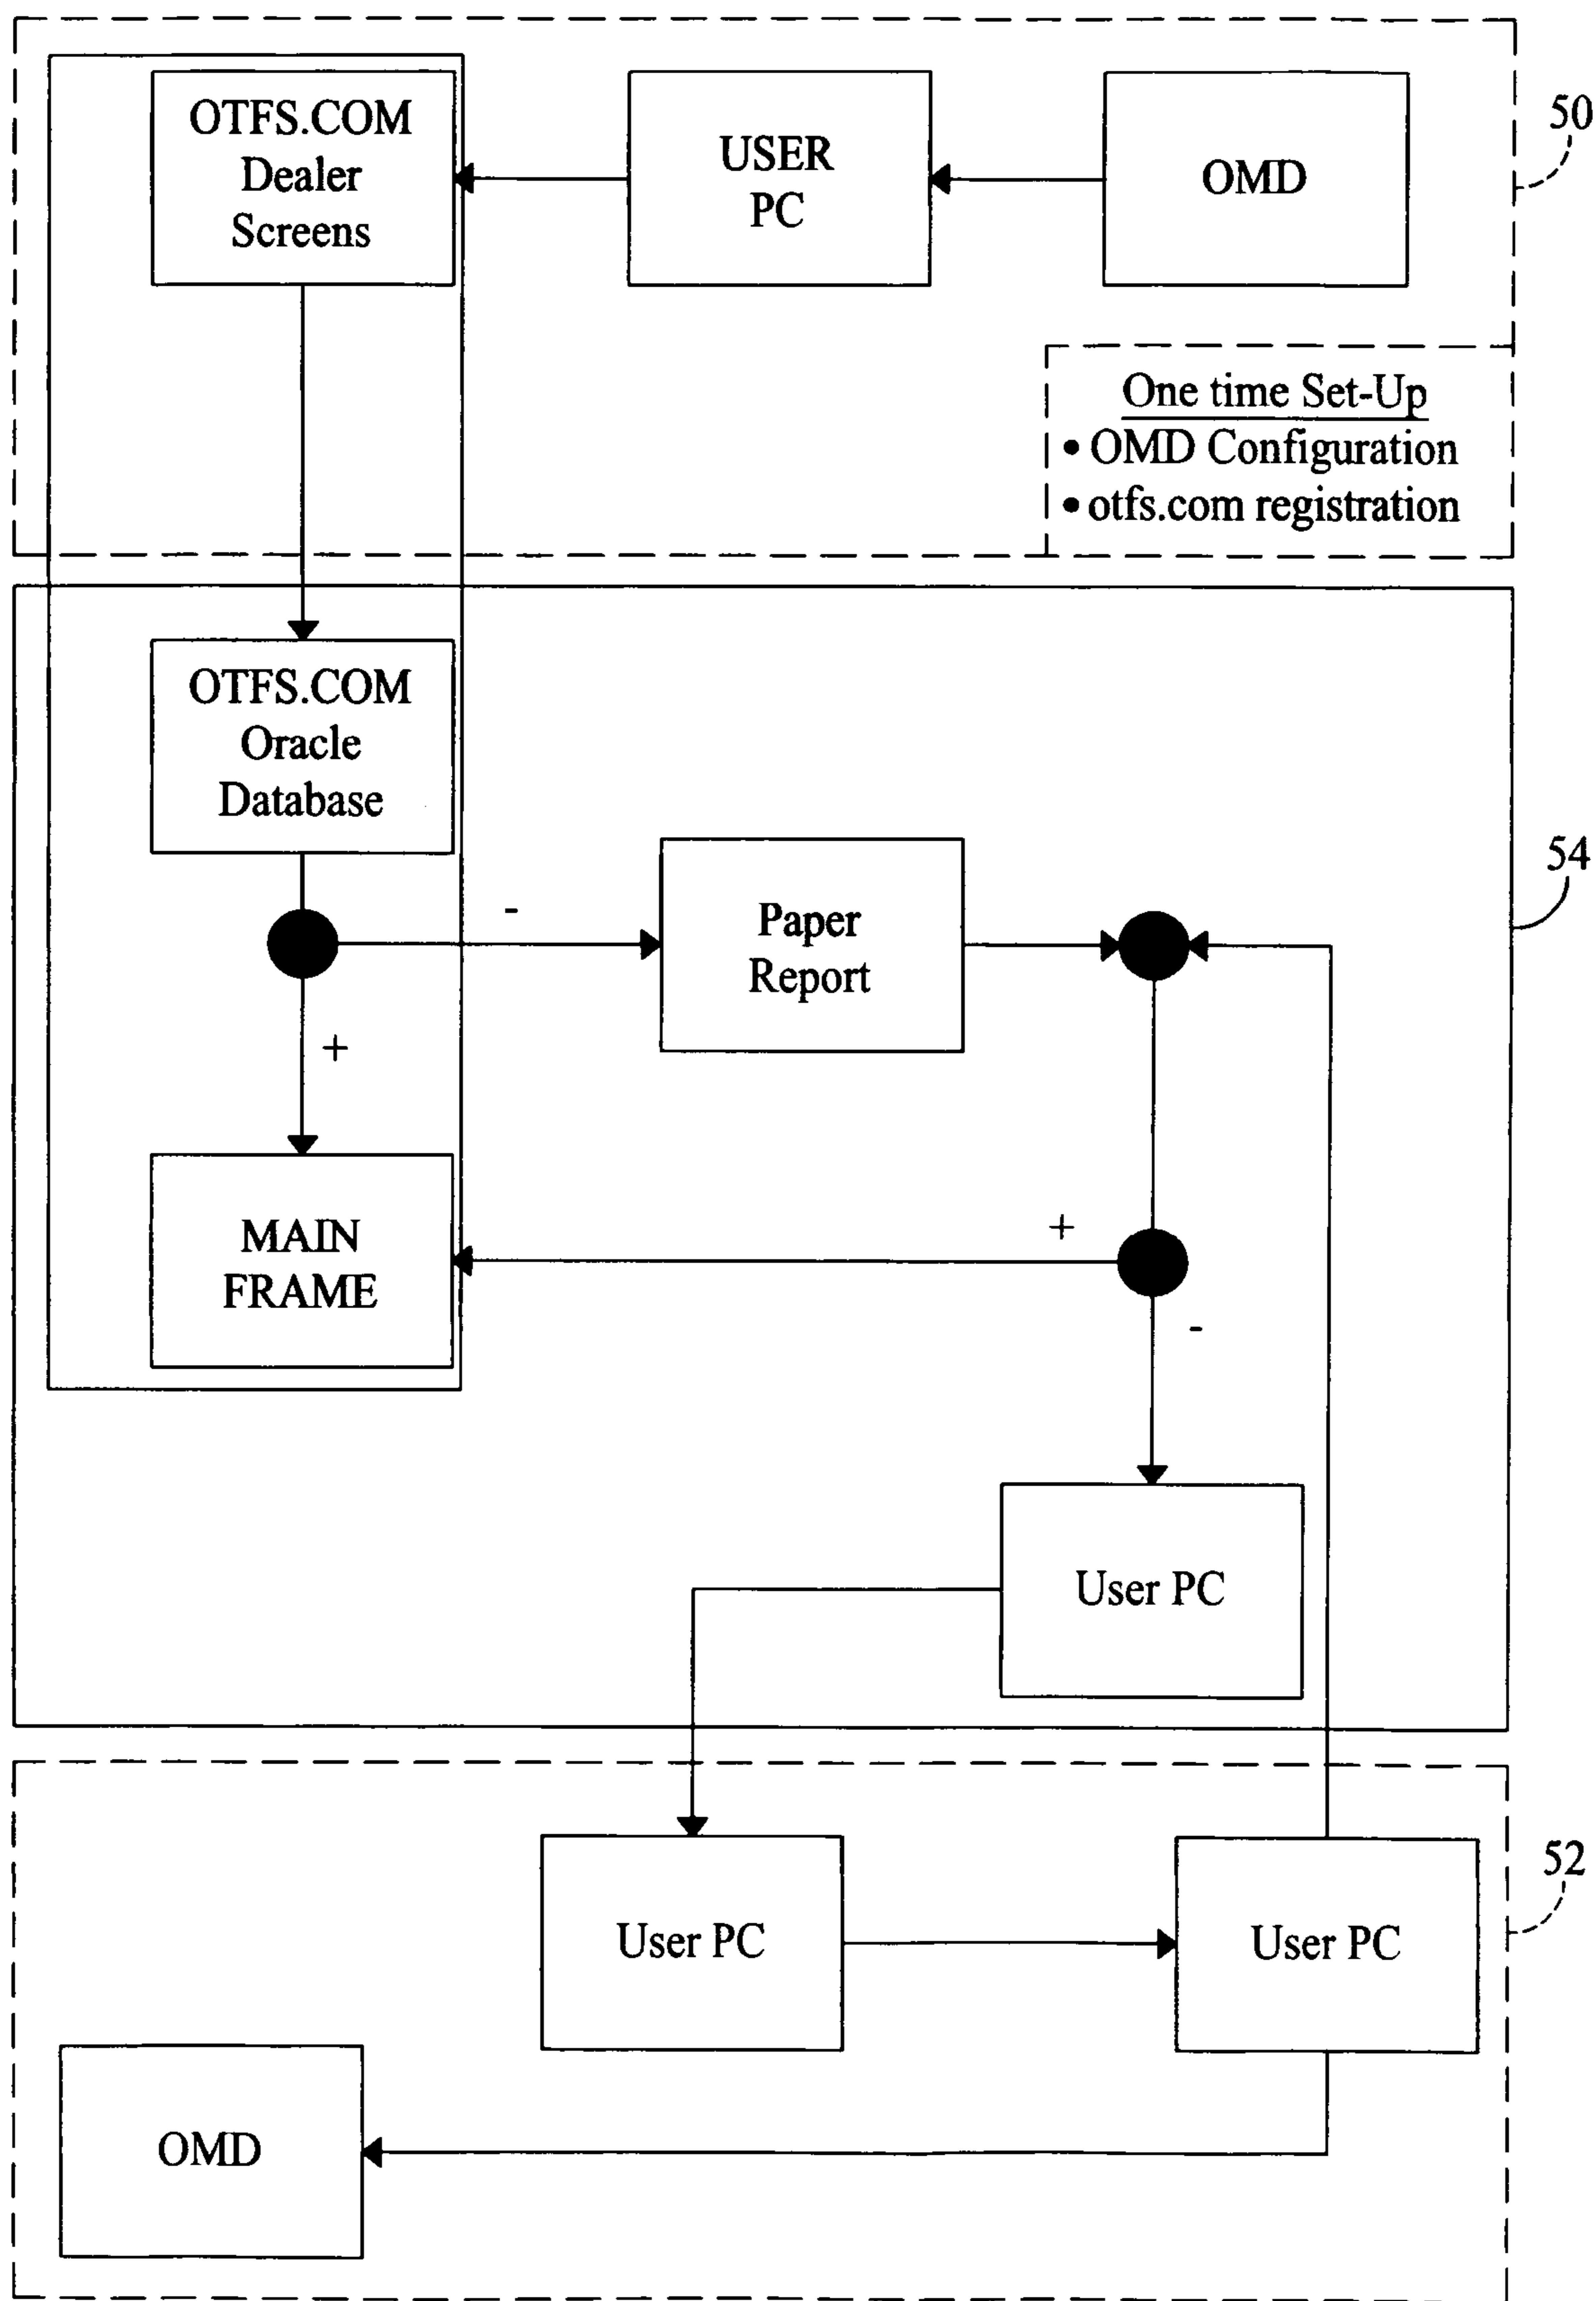 OTFS.COM
Dealer
Screens
USER
PC
OMD
50
One time Set-Up
• OMD Configuration
• otfs.com registration
OTFS.COM
Oracle
Database
54
-
Paper
Report
+
+
MAIN
FRAME
-
User PC
52
User PC
User PC
OMD